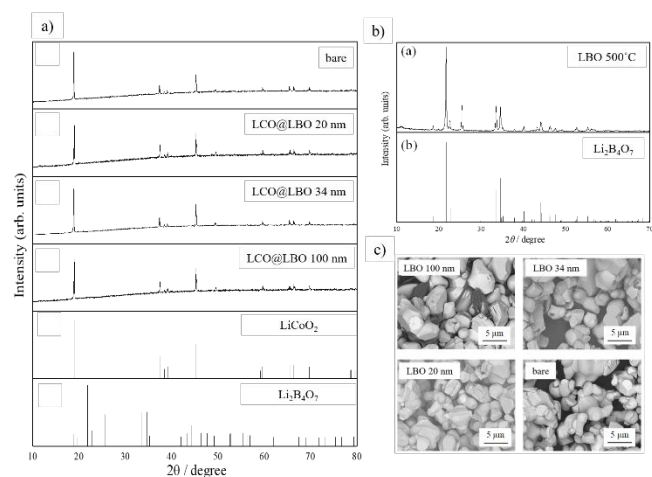 a)
bare
LCO@LBO 20 nm
LCO@LBO 34 nm
LCO@LBO 100 nm
LiCoO₂
Li₂B₄O₇
Intensity (arb. units)
10 20 30 40 50 60 70 80
2θ / degree
b)
(a)
LBO 500°C
(b)
Li₂B₄O₇
Intensity (arb. units)
10 20 30 40 50 60 70
2θ / degree
c)
LBO 100 nm
5 μm
LBO 34 nm
5 μm
LBO 20 nm
5 μm
bare
5 μm